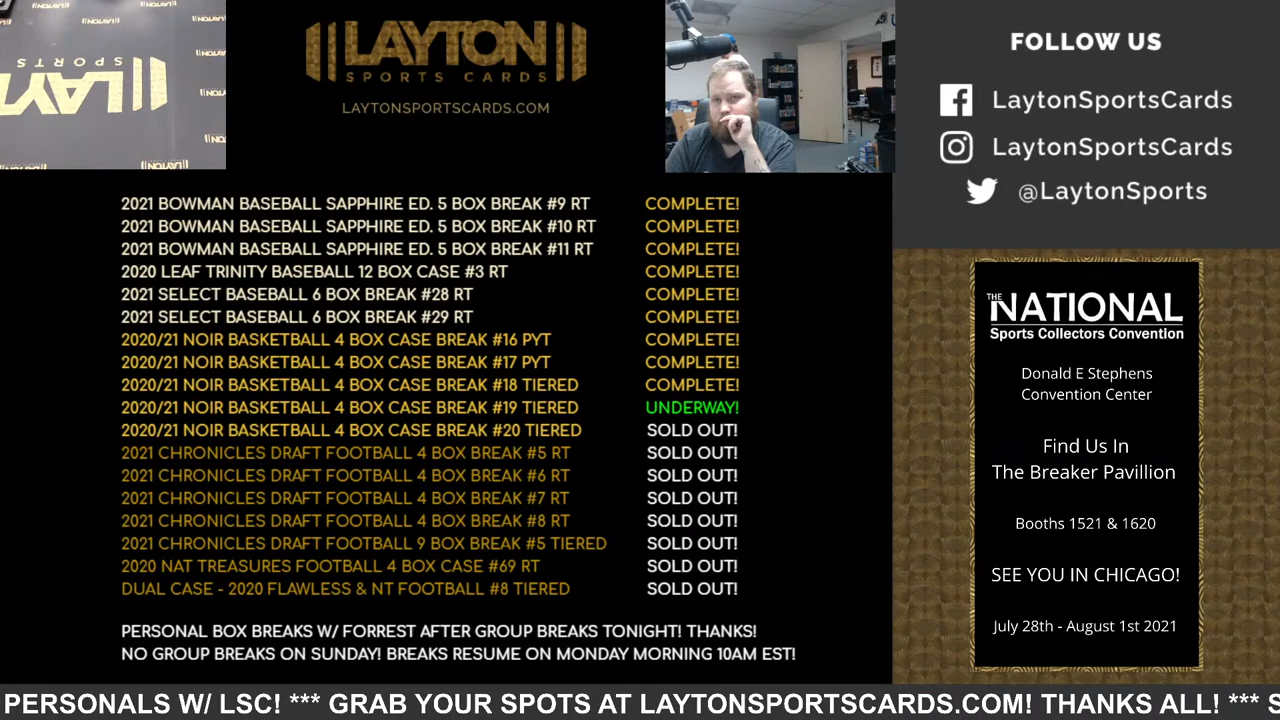 LAYTON
SPORTS CARDS
LAYTONSPORTSCARDS.COM
LAYTON
SPORTS
FOLLOW US
LaytonSportsCards
LaytonSportsCards
@LaytonSports
2021 BOWMAN BASEBALL SAPPHIRE ED. 5 BOX BREAK #9 RT COMPLETE!
2021 BOWMAN BASEBALL SAPPHIRE ED. 5 BOX BREAK #10 RT COMPLETE!
2021 BOWMAN BASEBALL SAPPHIRE ED. 5 BOX BREAK #11 RT COMPLETE!
2020 LEAF TRINITY BASEBALL 12 BOX CASE #3 RT COMPLETE!
2021 SELECT BASEBALL 6 BOX BREAK #28 RT COMPLETE!
2021 SELECT BASEBALL 6 BOX BREAK #29 RT COMPLETE!
2020/21 NOIR BASKETBALL 4 BOX CASE BREAK #16 PYT COMPLETE!
2020/21 NOIR BASKETBALL 4 BOX CASE BREAK #17 PYT COMPLETE!
2020/21 NOIR BASKETBALL 4 BOX CASE BREAK #18 TIERED COMPLETE!
2020/21 NOIR BASKETBALL 4 BOX CASE BREAK #19 TIERED UNDERWAY!
2020/21 NOIR BASKETBALL 4 BOX CASE BREAK #20 TIERED SOLD OUT!
2021 CHRONICLES DRAFT FOOTBALL 4 BOX BREAK #5 RT SOLD OUT!
2021 CHRONICLES DRAFT FOOTBALL 4 BOX BREAK #6 RT SOLD OUT!
2021 CHRONICLES DRAFT FOOTBALL 4 BOX BREAK #7 RT SOLD OUT!
2021 CHRONICLES DRAFT FOOTBALL 4 BOX BREAK #8 RT SOLD OUT!
2021 CHRONICLES DRAFT FOOTBALL 9 BOX BREAK #5 TIERED SOLD OUT!
2020 NAT TREASURES FOOTBALL 4 BOX CASE #69 RT SOLD OUT!
DUAL CASE - 2020 FLAWLESS & NT FOOTBALL #8 TIERED SOLD OUT!
PERSONAL BOX BREAKS W/ FORREST AFTER GROUP BREAKS TONIGHT! THANKS!
NO GROUP BREAKS ON SUNDAY! BREAKS RESUME ON MONDAY MORNING 10AM EST!
THE
NATIONAL
Sports Collectors Convention
Donald E Stephens
Convention Center
Find Us In
The Breaker Pavillion
Booths 1521 & 1620
SEE YOU IN CHICAGO!
July 28th - August 1st 2021
PERSONALS W/ LSC! *** GRAB YOUR SPOTS AT LAYTONSPORTSCARDS.COM! THANKS ALL! *** S